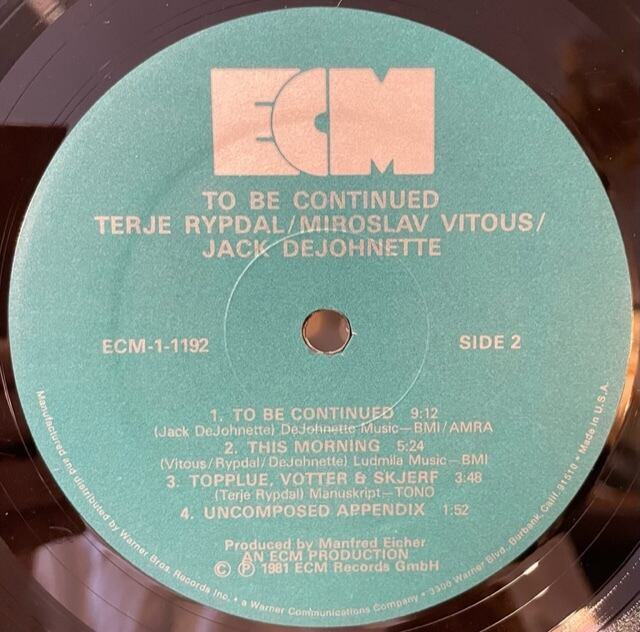 ECM
TO BE CONTINUED
TERJE RYPDAL/MIROSLAV VITOUS/
JACK DEJOHNETTE
ECM-1-1192
SIDE 2
1. TO BE CONTINUED 9:12
(Jack DeJohnette) DeJohnette Music—BMI/AMRA
2. THIS MORNING 5:24
(Vitous/Rypdal/DeJohnette) Ludmila Music—BMI
3. TOPPLUE, VOTTER & SKJERF 3:48
(Terje Rypdal) Manuskript—TONO
4. UNCOMPOSED APPENDIX 1:52
Produced by Manfred Eicher
AN ECM PRODUCTION
© ℗ 1981 ECM Records GmbH
Manufactured and distributed by Warner Bros. Records Inc. • a Warner Communications Company • 3300 Warner Blvd., Burbank, Calif. 91510 • Made in U.S.A.